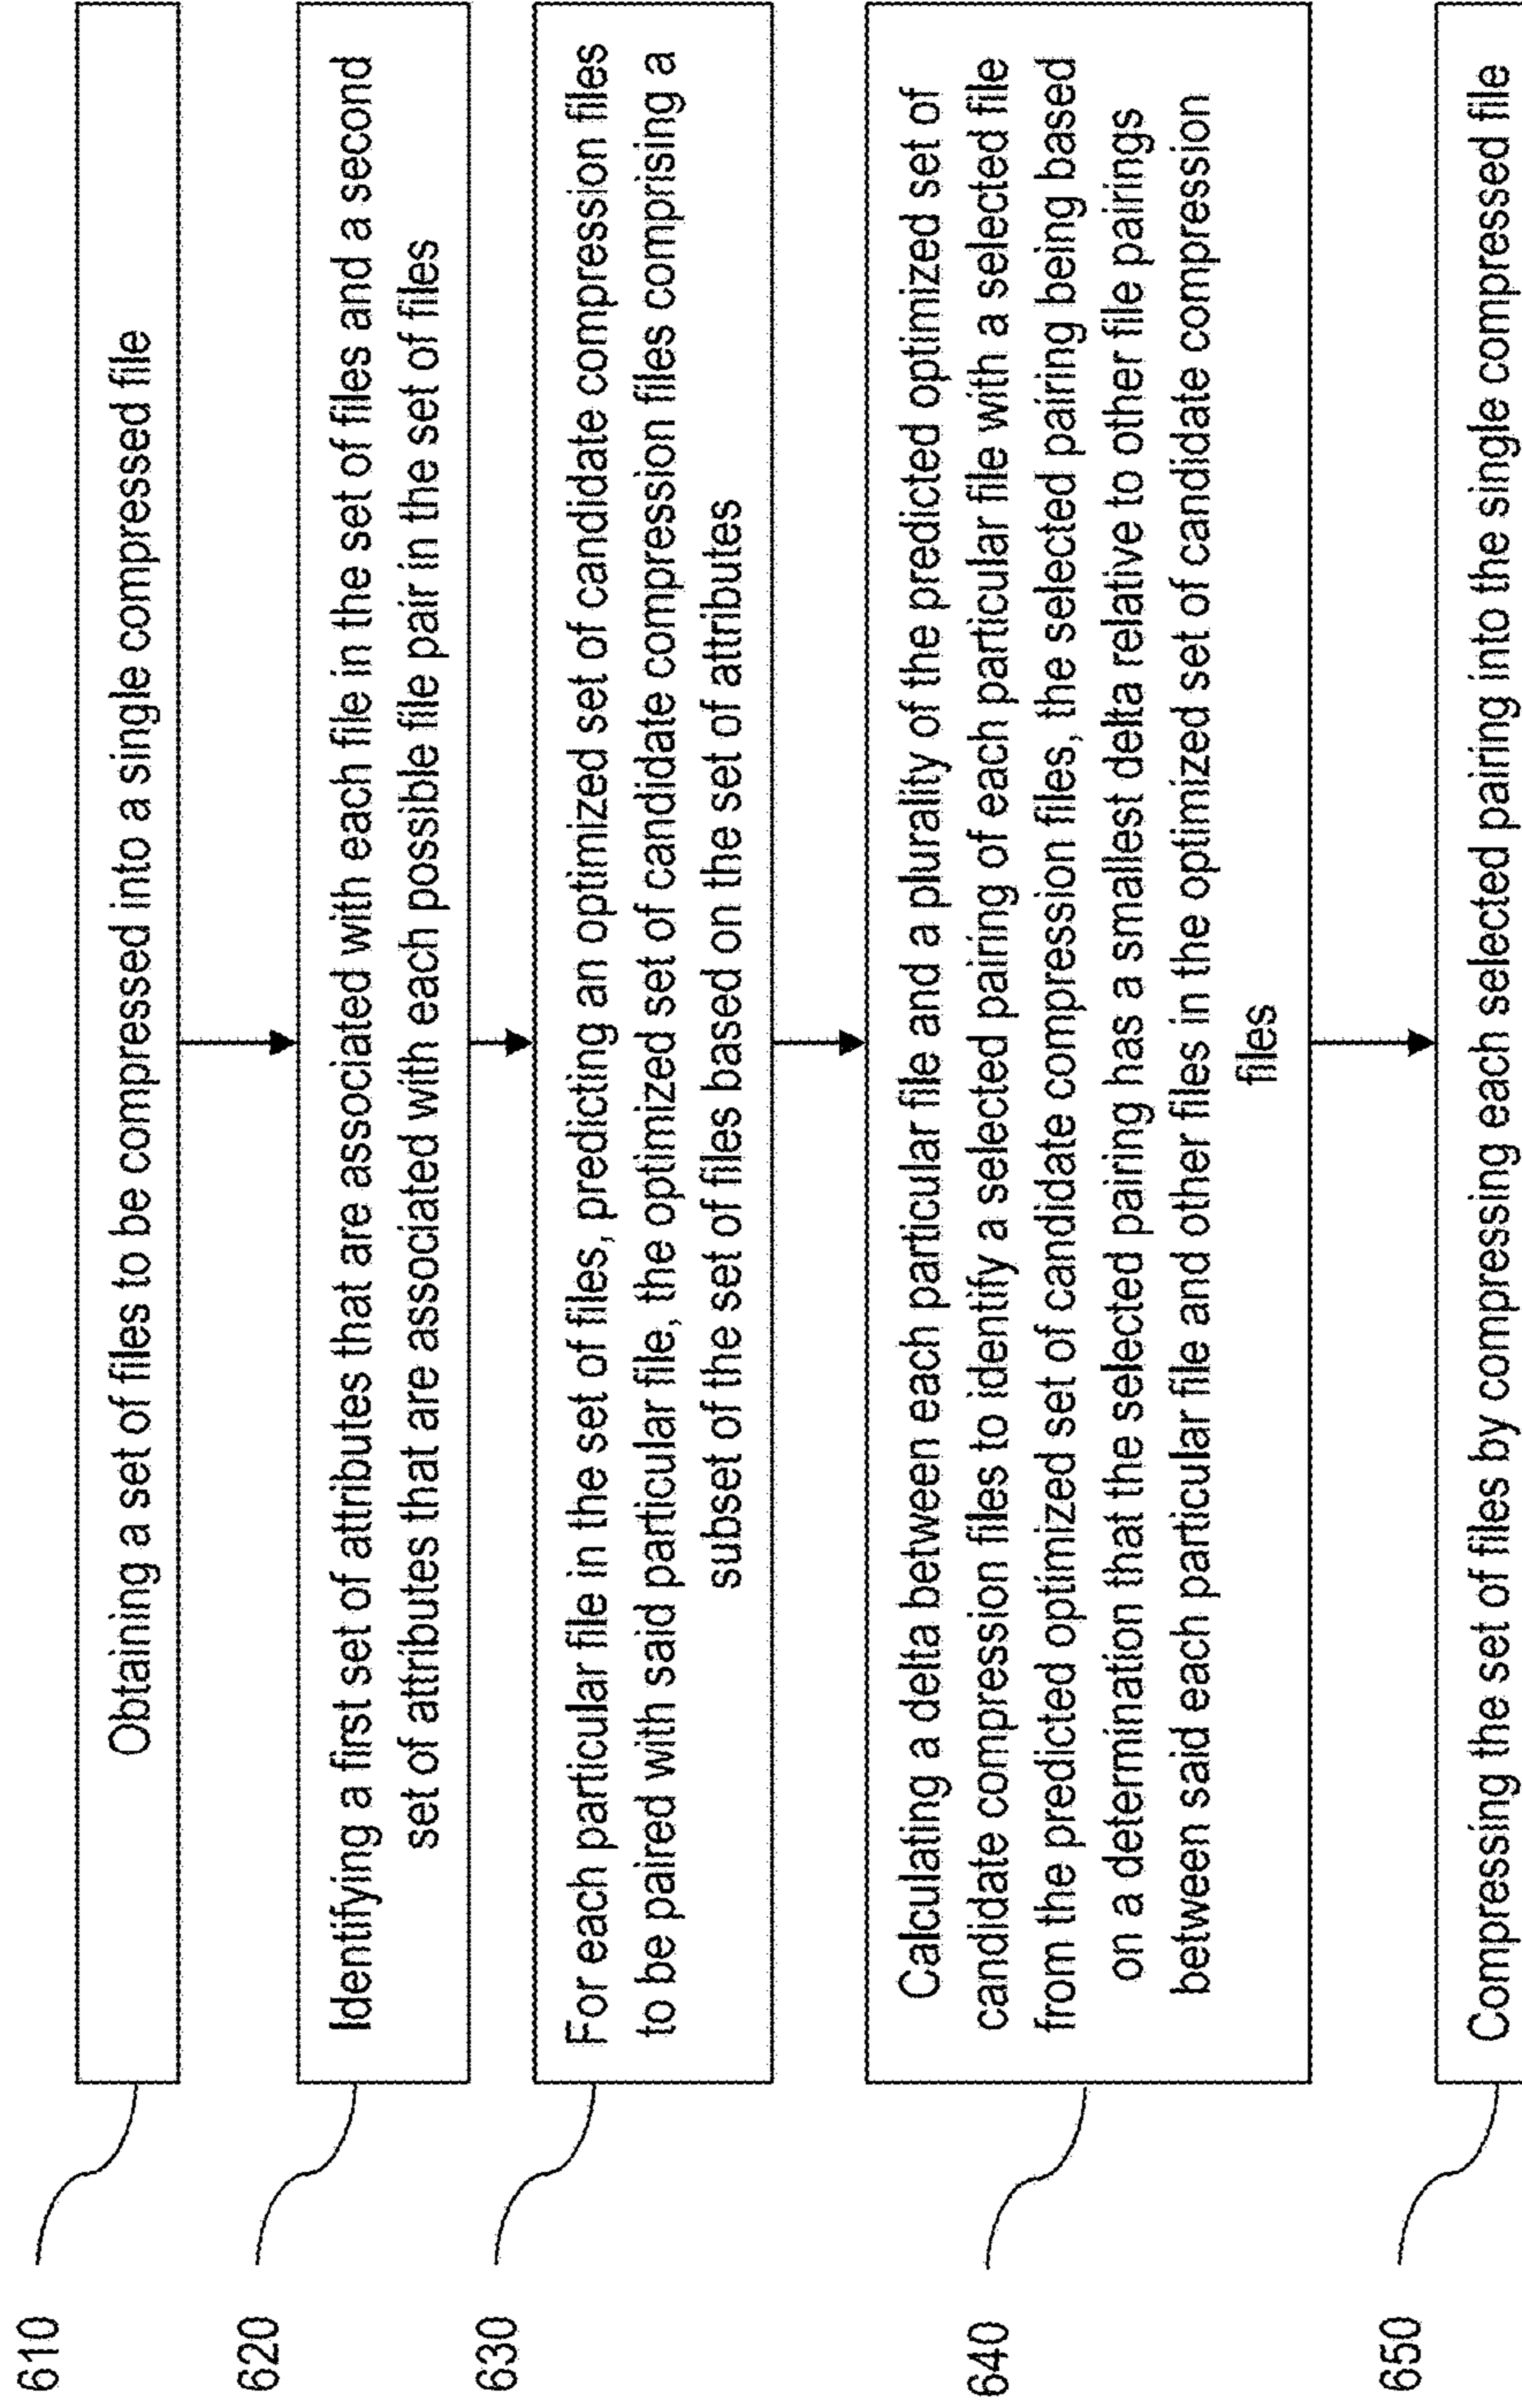 610
Obtaining a set of files to be compressed into a single compressed file
620
Identifying a first set of attributes that are associated with each file in the set of files and a second
set of attributes that are associated with each possible file pair in the set of files
630
For each particular file in the set of files, predicting an optimized set of candidate compression files
to be paired with said particular file, the optimized set of candidate compression files comprising a
subset of the set of files based on the set of attributes
640
Calculating a delta between each particular file and a plurality of the predicted optimized set of
candidate compression files to identify a selected pairing of each particular file with a selected file
from the predicted optimized set of candidate compression files, the selected pairing being based
on a determination that the selected pairing has a smallest delta relative to other file pairings
between said each particular file and other files in the optimized set of candidate compression
files
650
Compressing the set of files by compressing each selected pairing into the single compressed file